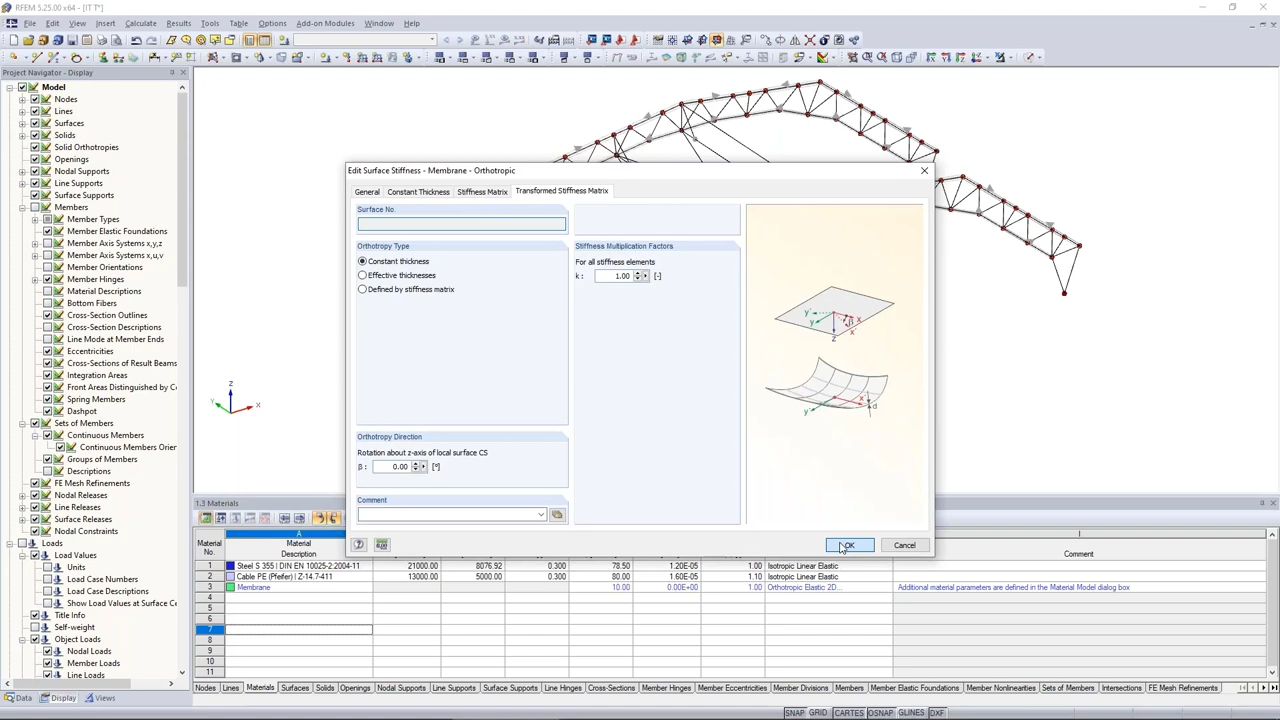 RFEM 5.25.00 x64 - [IT T*]
File Edit View Insert Calculate Results Tools Table Options Add-on Modules Window Help
Project Navigator - Display
Model
Nodes
Lines
Surfaces
Solids
Solid Orthotropies
Openings
Nodal Supports
Line Supports
Surface Supports
Members
Member Types
Member Elastic Foundations
Member Axis Systems x,y,z
Member Axis Systems x,u,v
Member Orientations
Member Hinges
Material Descriptions
Bottom Fibers
Cross-Section Outlines
Cross-Section Descriptions
Line Mode at Member Ends
Eccentricities
Cross-Sections of Result Beams
Integration Areas
Front Areas Distinguished by C
Spring Members
Dashpot
Sets of Members
Continuous Members
Continuous Members Orien
Groups of Members
Descriptions
FE Mesh Refinements
Nodal Releases
Line Releases
Surface Releases
Nodal Constraints
Loads
Load Values
Units
Load Case Numbers
Load Case Descriptions
Show Load Values at Surface Ce
Title Info
Self-weight
Object Loads
Nodal Loads
Member Loads
Line Loads
Data Display Views
Z
Y X
Edit Surface Stiffness - Membrane - Orthotropic
General Constant Thickness Stiffness Matrix Transformed Stiffness Matrix
Surface No.
Orthotropy Type
Constant thickness
Effective thicknesses
Defined by stiffness matrix
Stiffness Multiplication Factors
For all stiffness elements
k : 1.00 [-]
Orthotropy Direction
Rotation about z-axis of local surface CS
β : 0.00 [°]
Comment
OK Cancel
1.3 Materials
A I
Material Material
No. Description Comment
1 Steel S 355 | DIN EN 10025-2:2004-11 21000.00 8076.92 0.300 78.50 1.20E-05 1.00 Isotropic Linear Elastic
2 Cable PE (Pfeifer) | Z-14.7-411 13000.00 5000.00 0.300 80.00 1.60E-05 1.10 Isotropic Linear Elastic
3 Membrane 10.00 0.00E+00 1.00 Orthotropic Elastic 2D... Additional material parameters are defined in the Material Model dialog box
4
5
6
7
8
9
10
11
Nodes Lines Materials Surfaces Solids Openings Nodal Supports Line Supports Surface Supports Line Hinges Cross-Sections Member Hinges Member Eccentricities Member Divisions Members Member Elastic Foundations Member Nonlinearities Sets of Members Intersections FE Mesh Refinements
SNAP GRID CARTES OSNAP GLINES DXF